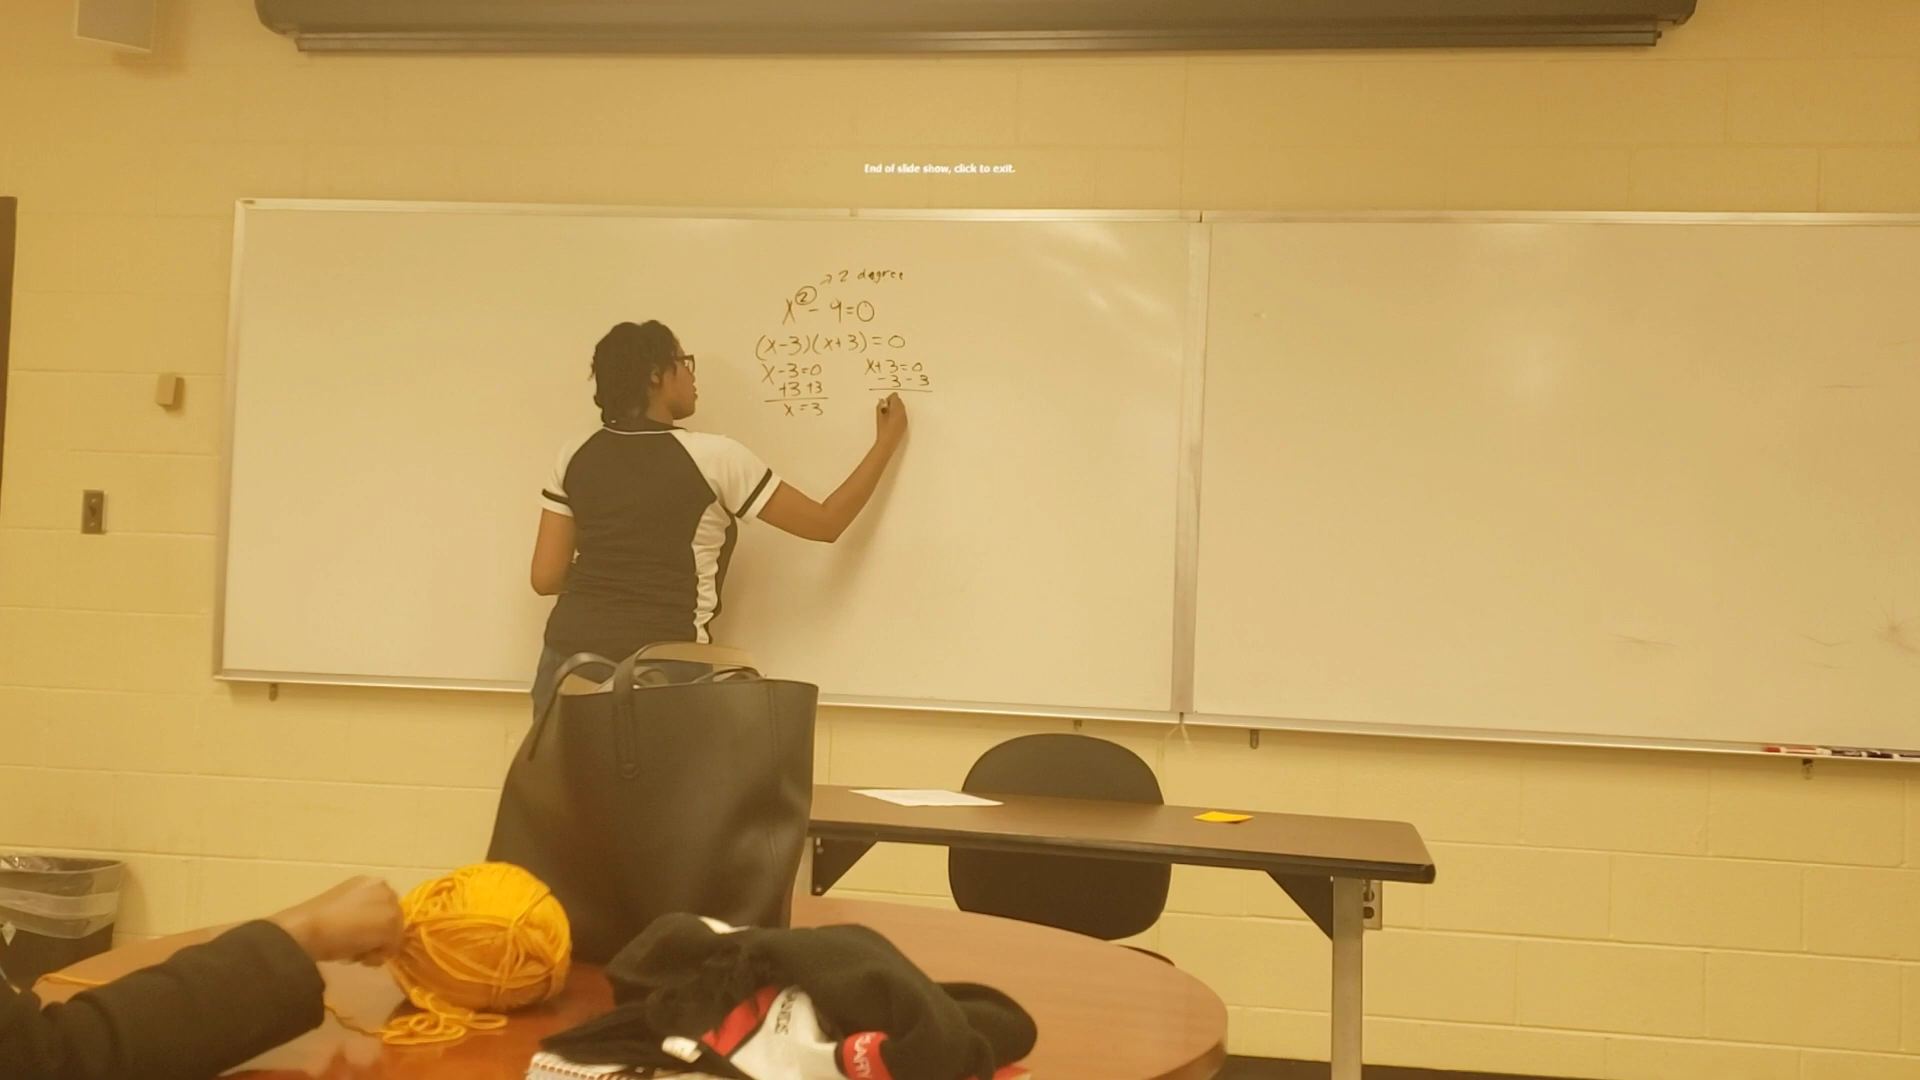 End of slide show, click to exit.
→ 2 degree
x² - 9=0
(x-3)(x+3)=0
x-3=0
+3 +3
x=3
x+3=0
-3 -3